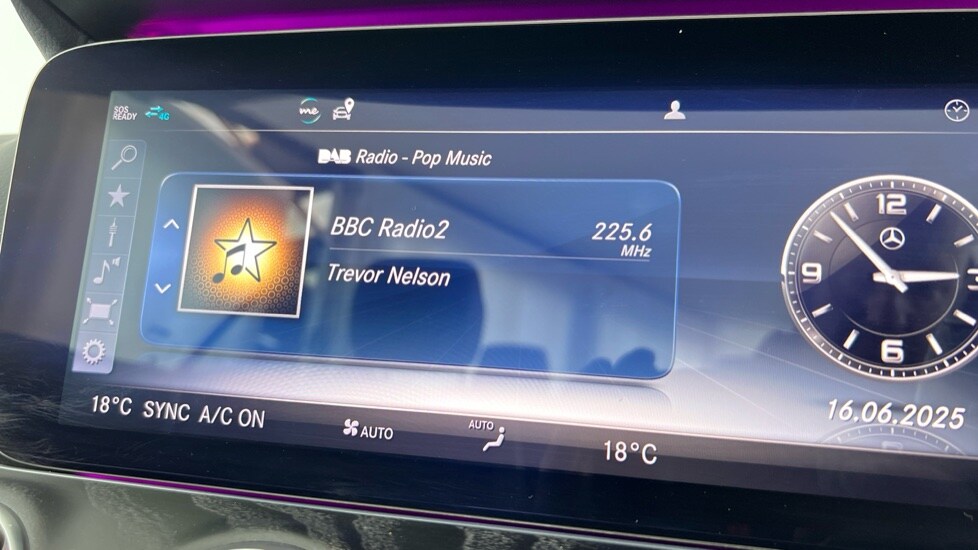 SOS
READY
4G
me
DAB Radio - Pop Music
BBC Radio2
225.6
MHz
Trevor Nelson
12
9
3
6
16.06.2025
18°C SYNC A/C ON
AUTO
AUTO
18°C